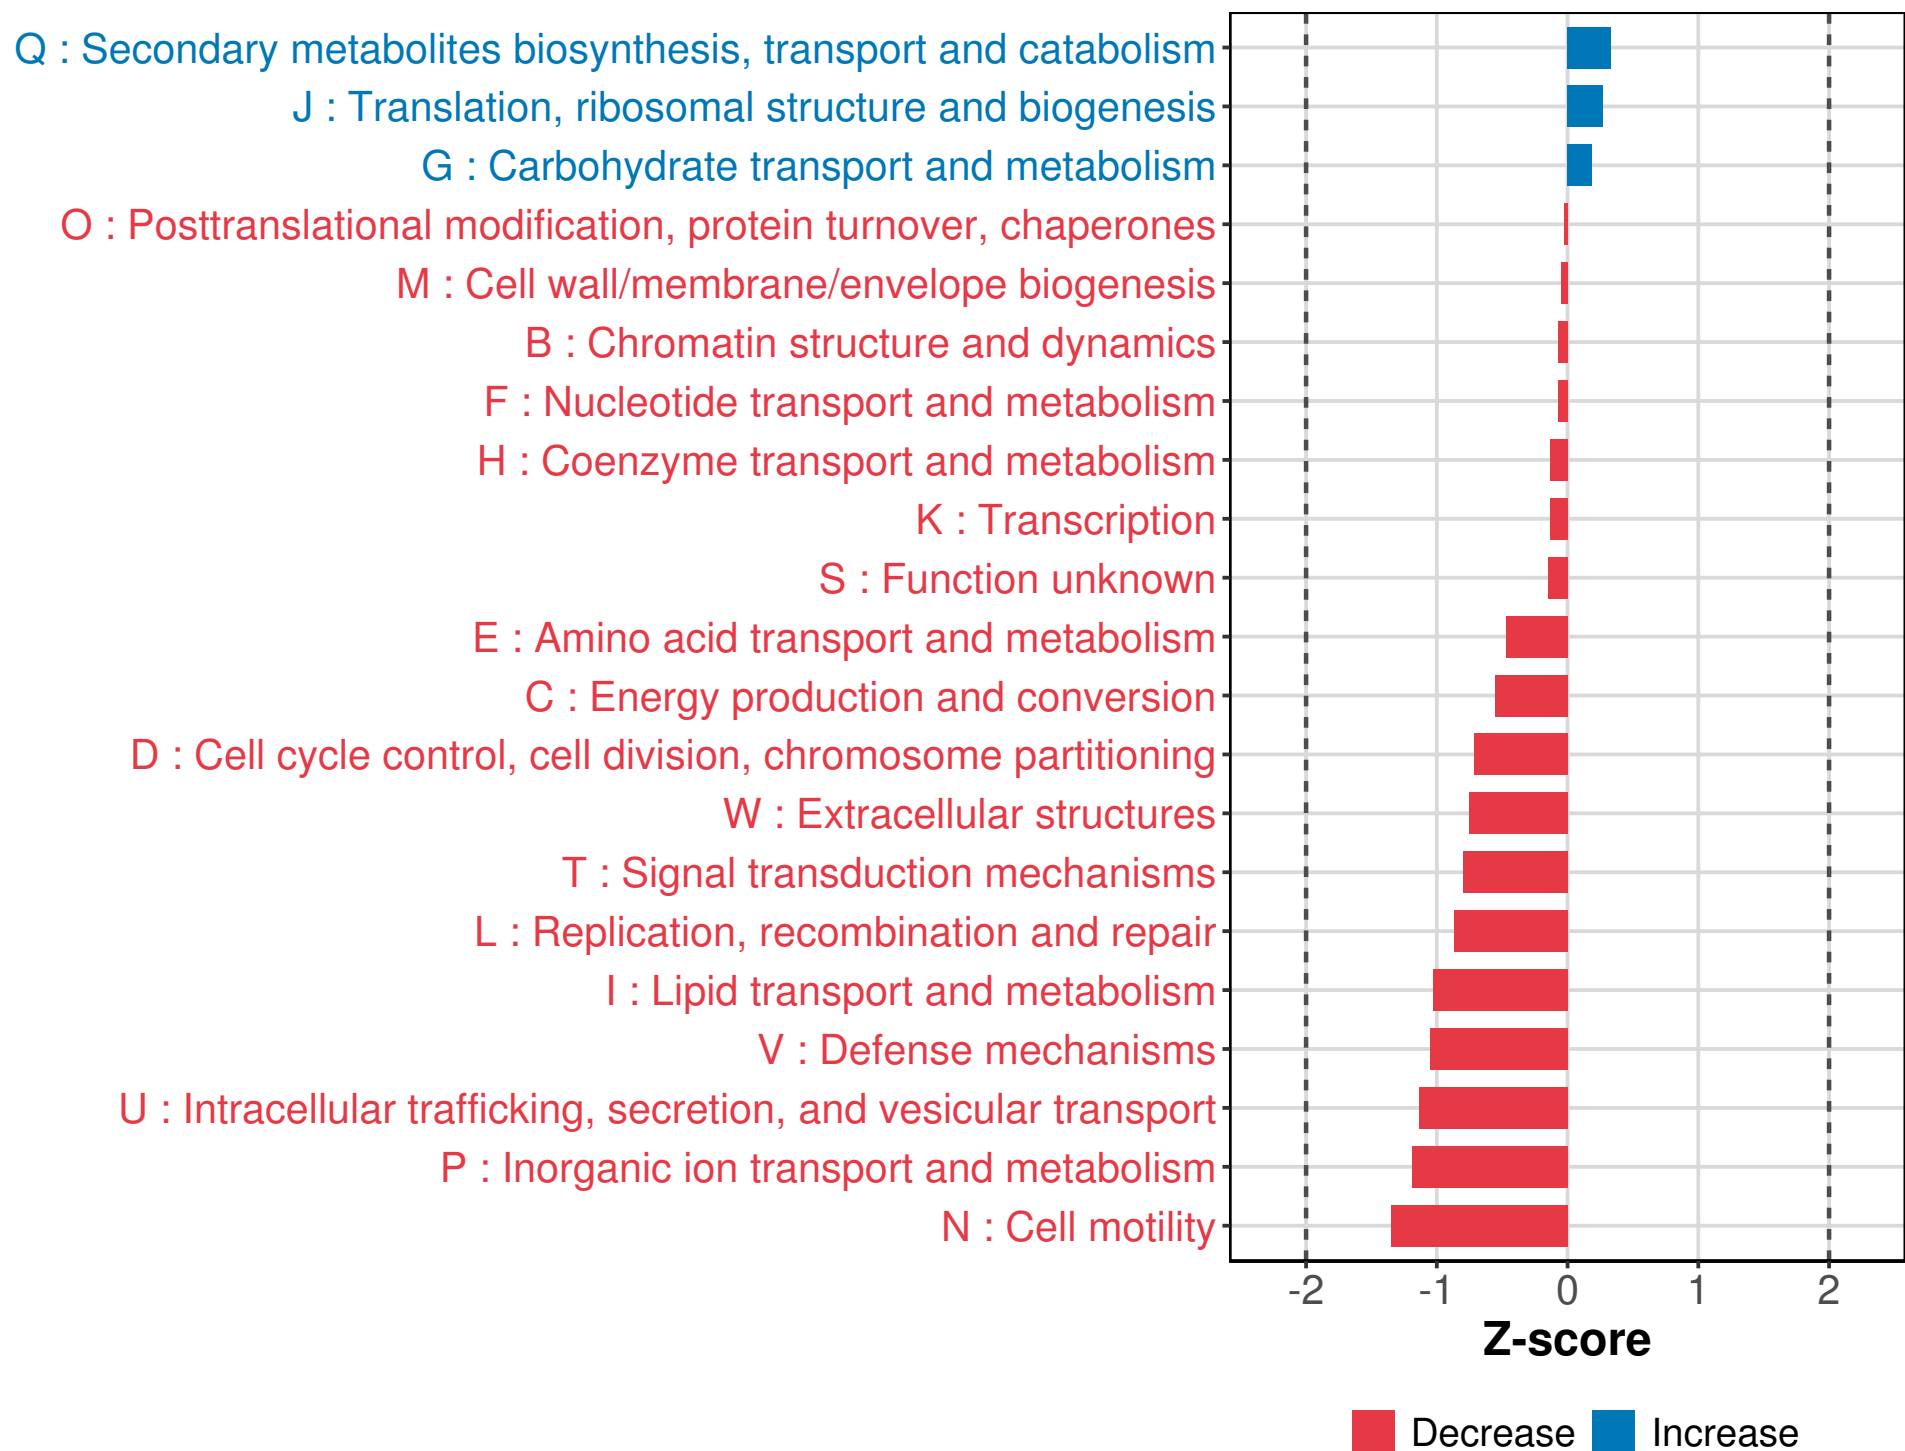 Q : Secondary metabolites biosynthesis, transport and catabolism
J : Translation, ribosomal structure and biogenesis
G : Carbohydrate transport and metabolism
O : Posttranslational modification, protein turnover, chaperones
M : Cell wall/membrane/envelope biogenesis
B : Chromatin structure and dynamics
F : Nucleotide transport and metabolism
H : Coenzyme transport and metabolism
K : Transcription
S : Function unknown
E : Amino acid transport and metabolism
C : Energy production and conversion
D : Cell cycle control, cell division, chromosome partitioning
W : Extracellular structures
T : Signal transduction mechanisms
L : Replication, recombination and repair
I : Lipid transport and metabolism
V : Defense mechanisms
U : Intracellular trafficking, secretion, and vesicular transport
P : Inorganic ion transport and metabolism
N : Cell motility
-2 -1 0 1 2
Z-score
Decrease Increase